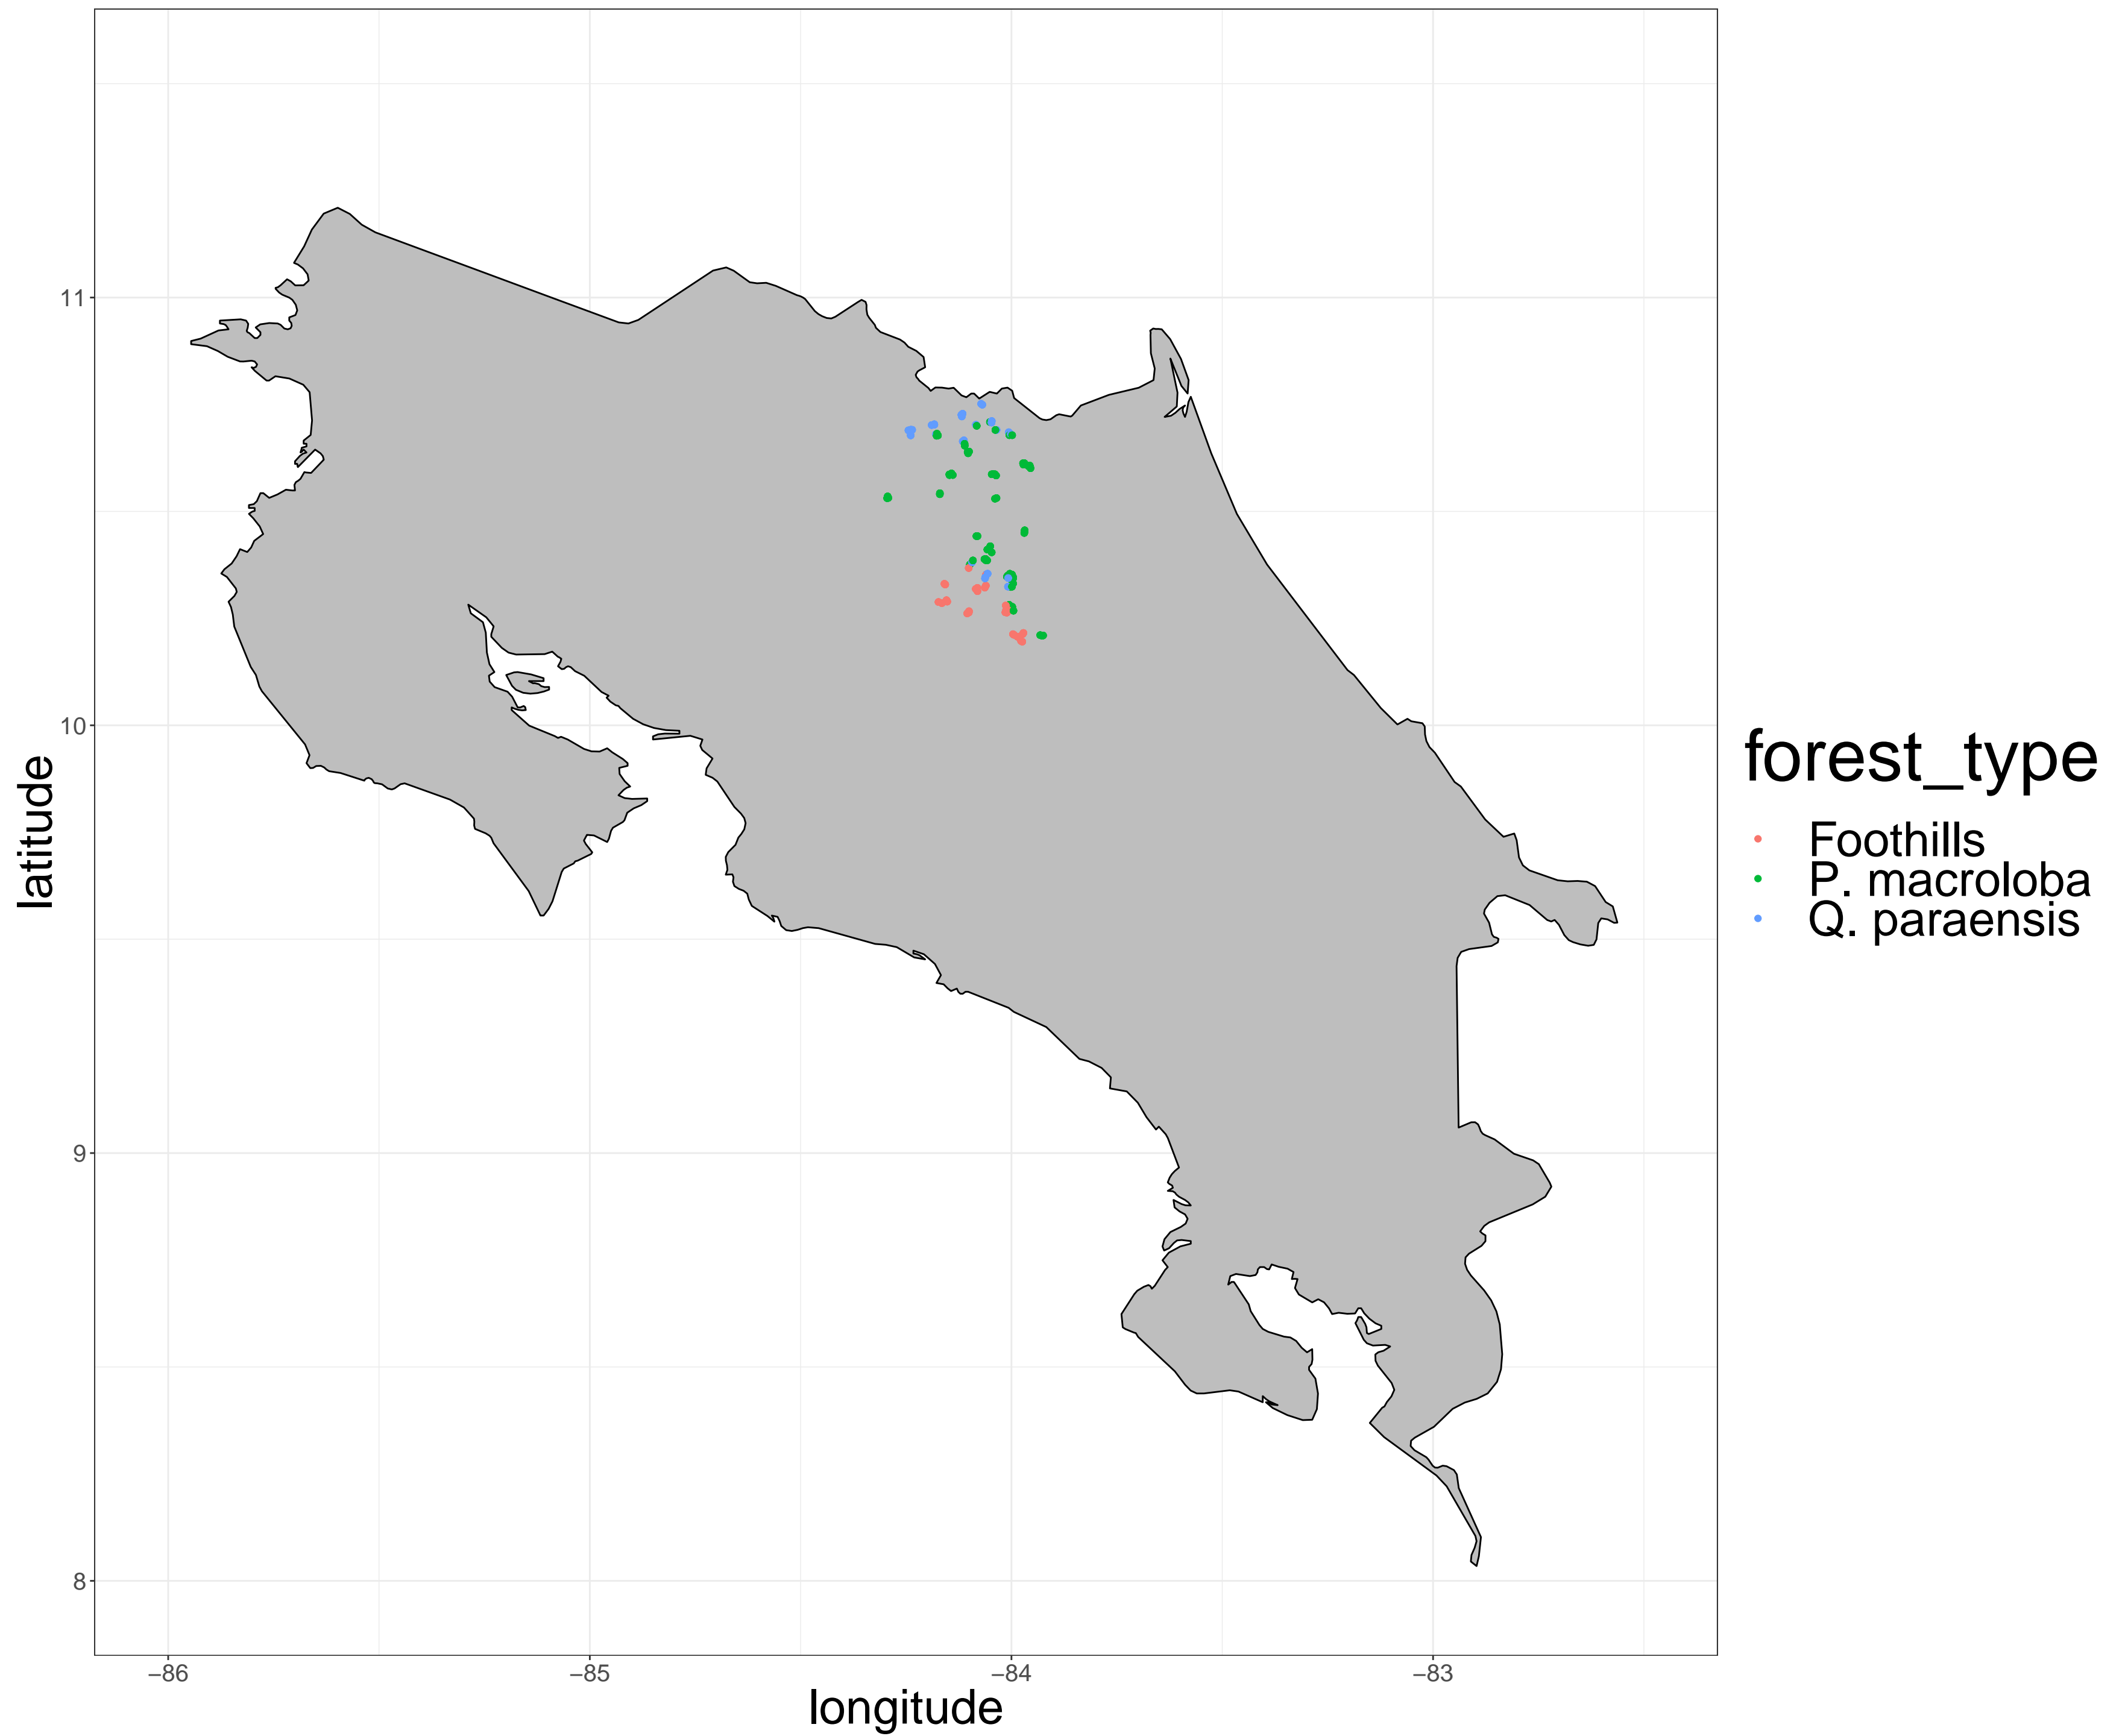 11
10
9
8
latitude
−86
−85
−84
−83
longitude
forest_type
Foothills
P. macroloba
Q. paraensis